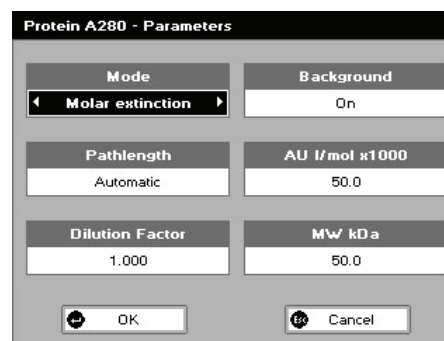 Protein A280 - Parameters
Mode
Background
Molar extinction
On
Pathlength
AU l/mol x1000
Automatic
50.0
Dilution Factor
MW kDa
1.000
50.0
OK
Esc Cancel